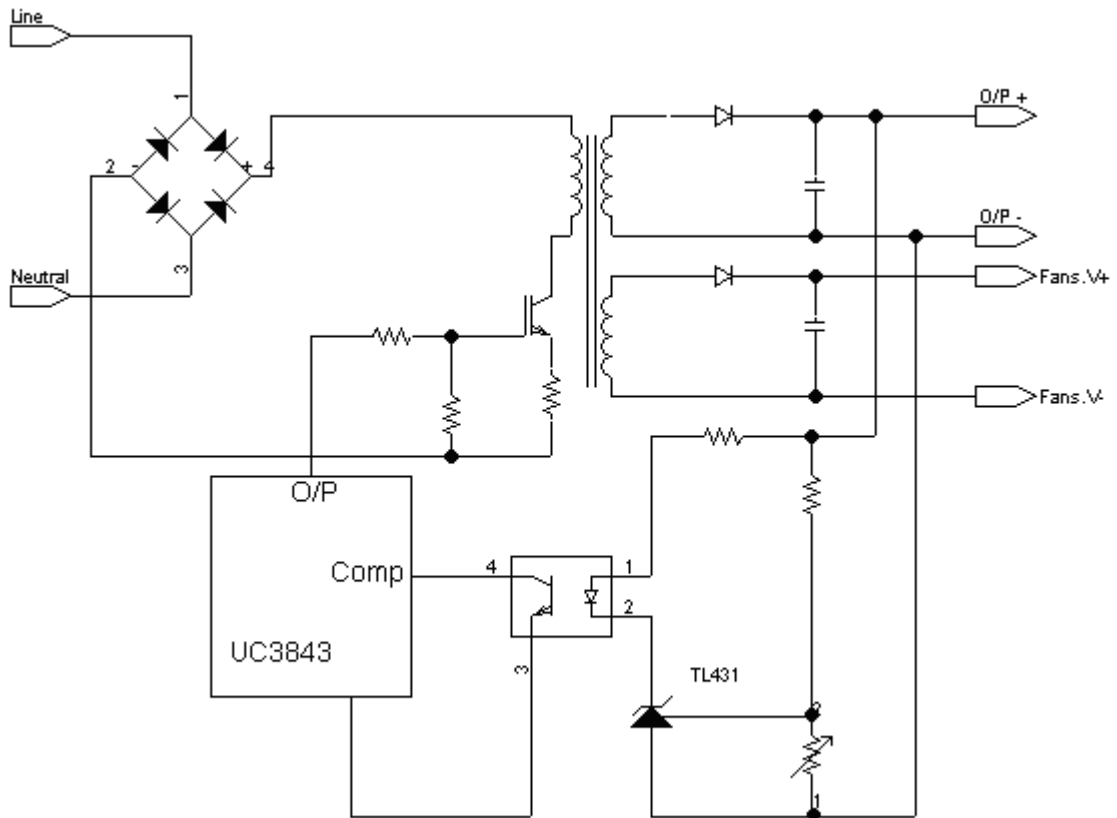 Line
1
2
-
+
4
3
Neutral
O/P +
O/P -
Fans.V+
Fans.V-
O/P
Comp
UC3843
4
3
1
2
TL431
2
1